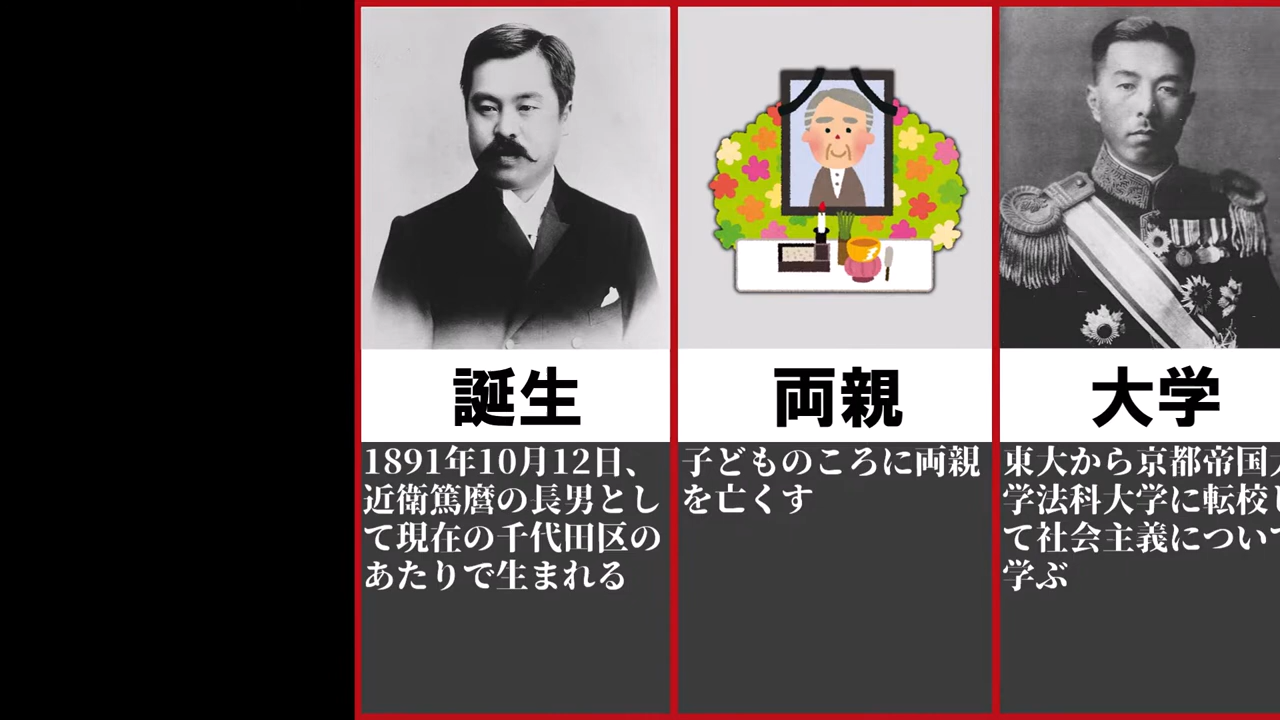 誕生
1891年10月12日、
近衛篤麿の長男とし
て現在の千代田区の
あたりで生まれる
両親
子どものころに両親
を亡くす
大学
東大から京都帝国
学法科大学に転校
て社会主義につい
学ぶ